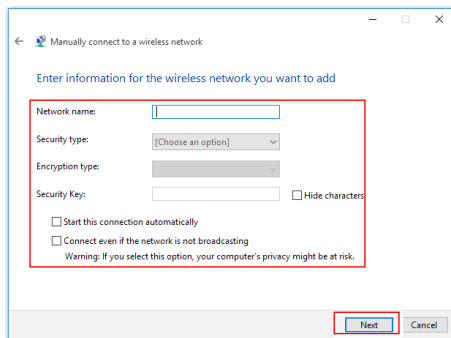 Manually connect to a wireless network
Enter information for the wireless network you want to add
Network name:
Security type: [Choose an option]
Encryption type:
Security Key: Hide characters
Start this connection automatically
Connect even if the network is not broadcasting
Warning: If you select this option, your computer's privacy might be at risk.
Next Cancel